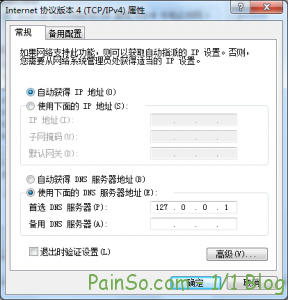 Internet 协议版本 4 (TCP/IPv4) 属性
常规 备用配置
如果网络支持此功能，则可以获取自动指派的 IP 设置。否则，
您需要从网络系统管理员处获得适当的 IP 设置。
自动获得 IP 地址(O)
使用下面的 IP 地址(S):
IP 地址(I):
子网掩码(U):
默认网关(D):
自动获得 DNS 服务器地址(B)
使用下面的 DNS 服务器地址(E):
首选 DNS 服务器(P): 127 . 0 . 0 . 1
备用 DNS 服务器(A):
退出时验证设置(L)
高级(V)...
确定 取消
PainSo.com - 1/1 Blog